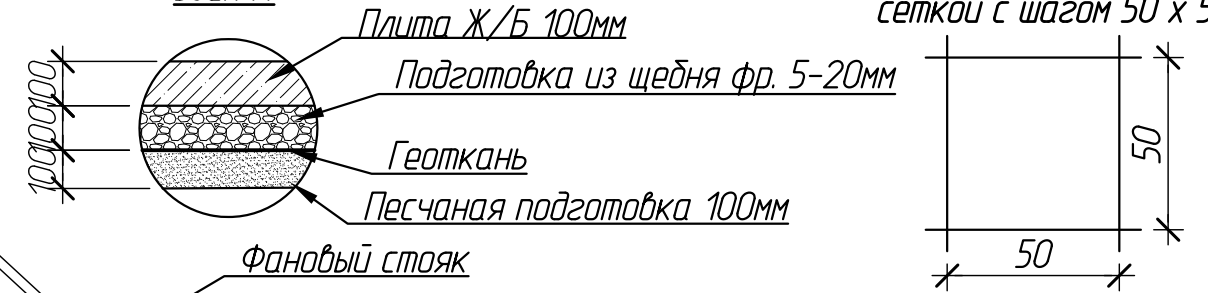 Плита Ж/Б 100мм
сеткой с шагом 50 х 5
Подготовка из щебня фр. 5-20мм
100
100
100
Геоткань
50
Песчаная подготовка 100мм
Фановый стояк
50